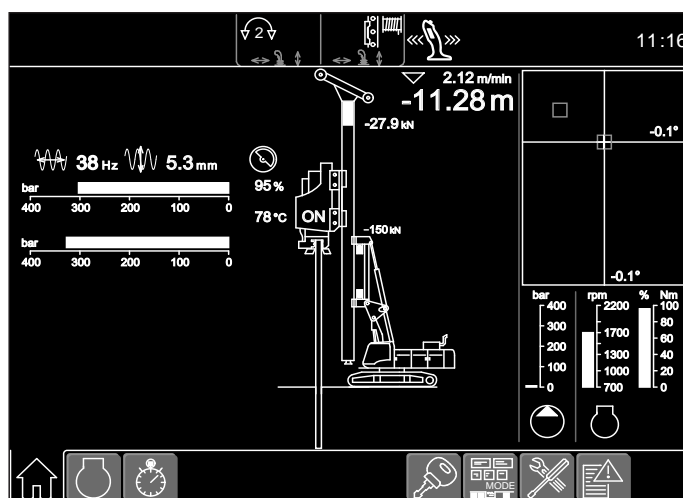 2
11:16
2.12 m/min
-11.28 m
-27.9 kN
-0.1°
38 Hz 5.3 mm
95 %
bar
400 300 200 100 0
78 °C
ON
-150 kN
bar
400 300 200 100 0
-0.1°
bar rpm % Nm
400 2200 100
80
300 1700
60
200 1300
40
100 1000 20
0 700 0
MODE